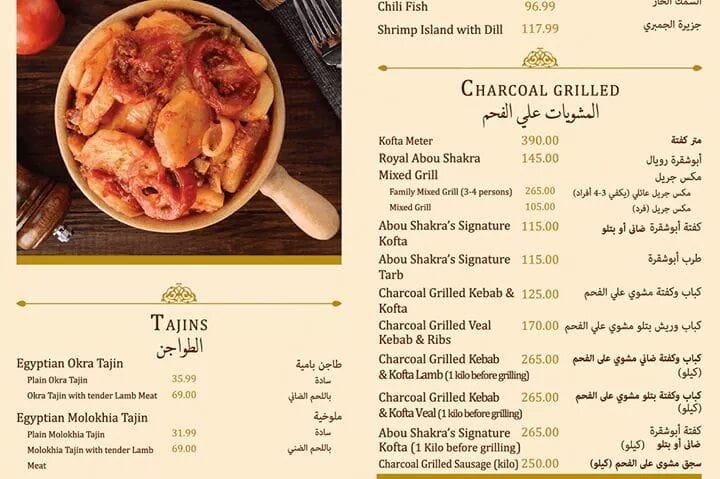 Tajins
الطواجن
Egyptian Okra Tajin طاجن بامية
Plain Okra Tajin 35.99 سادة
Okra Tajin with tender Lamb Meat 69.00 باللحم الضاني
Egyptian Molokhia Tajin ملوخية
Plain Molokhia Tajin 31.99 سادة
Molokhia Tajin with tender Lamb 69.00 باللحم الضني
Meat
Chili Fish 96.99 السمك الحار
Shrimp Island with Dill 117.99 جزيرة الجمبري
Charcoal grilled
المشويات علي الفحم
Kofta Meter 390.00 متر كفتة
Royal Abou Shakra 145.00 أبوشقرة رويال
Mixed Grill مكس جريل
Family Mixed Grill (3-4 persons) 265.00 مكس جريل عائلي (يكفي 3-4 أفراد)
Mixed Grill 105.00 مكس جريل (فرد)
Abou Shakra's Signature 115.00 كفتة أبوشقرة ضانى أو بتلو
Kofta
Abou Shakra's Signature 115.00 طرب أبوشقرة
Tarb
Charcoal Grilled Kebab & 125.00 كباب وكفتة مشوي علي الفحم
Kofta
Charcoal Grilled Veal 170.00 كباب وريش بتلو مشوي علي الفحم
Kebab & Ribs
Charcoal Grilled Kebab 265.00 كباب وكفتة ضاني مشوي على الفحم
& Kofta Lamb (1 kilo before grilling) (كيلو)
Charcoal Grilled Kebab 265.00 كباب وكفتة بتلو مشوي على الفحم
& Kofta Veal (1 kilo before grilling) (كيلو)
Abou Shakra's Signature 265.00 كفتة أبوشقرة
Kofta (1 Kilo before grilling) ضانى أو بتلو (كيلو)
Charcoal Grilled Sausage (kilo) 250.00 سجق مشوى على الفحم (كيلو)